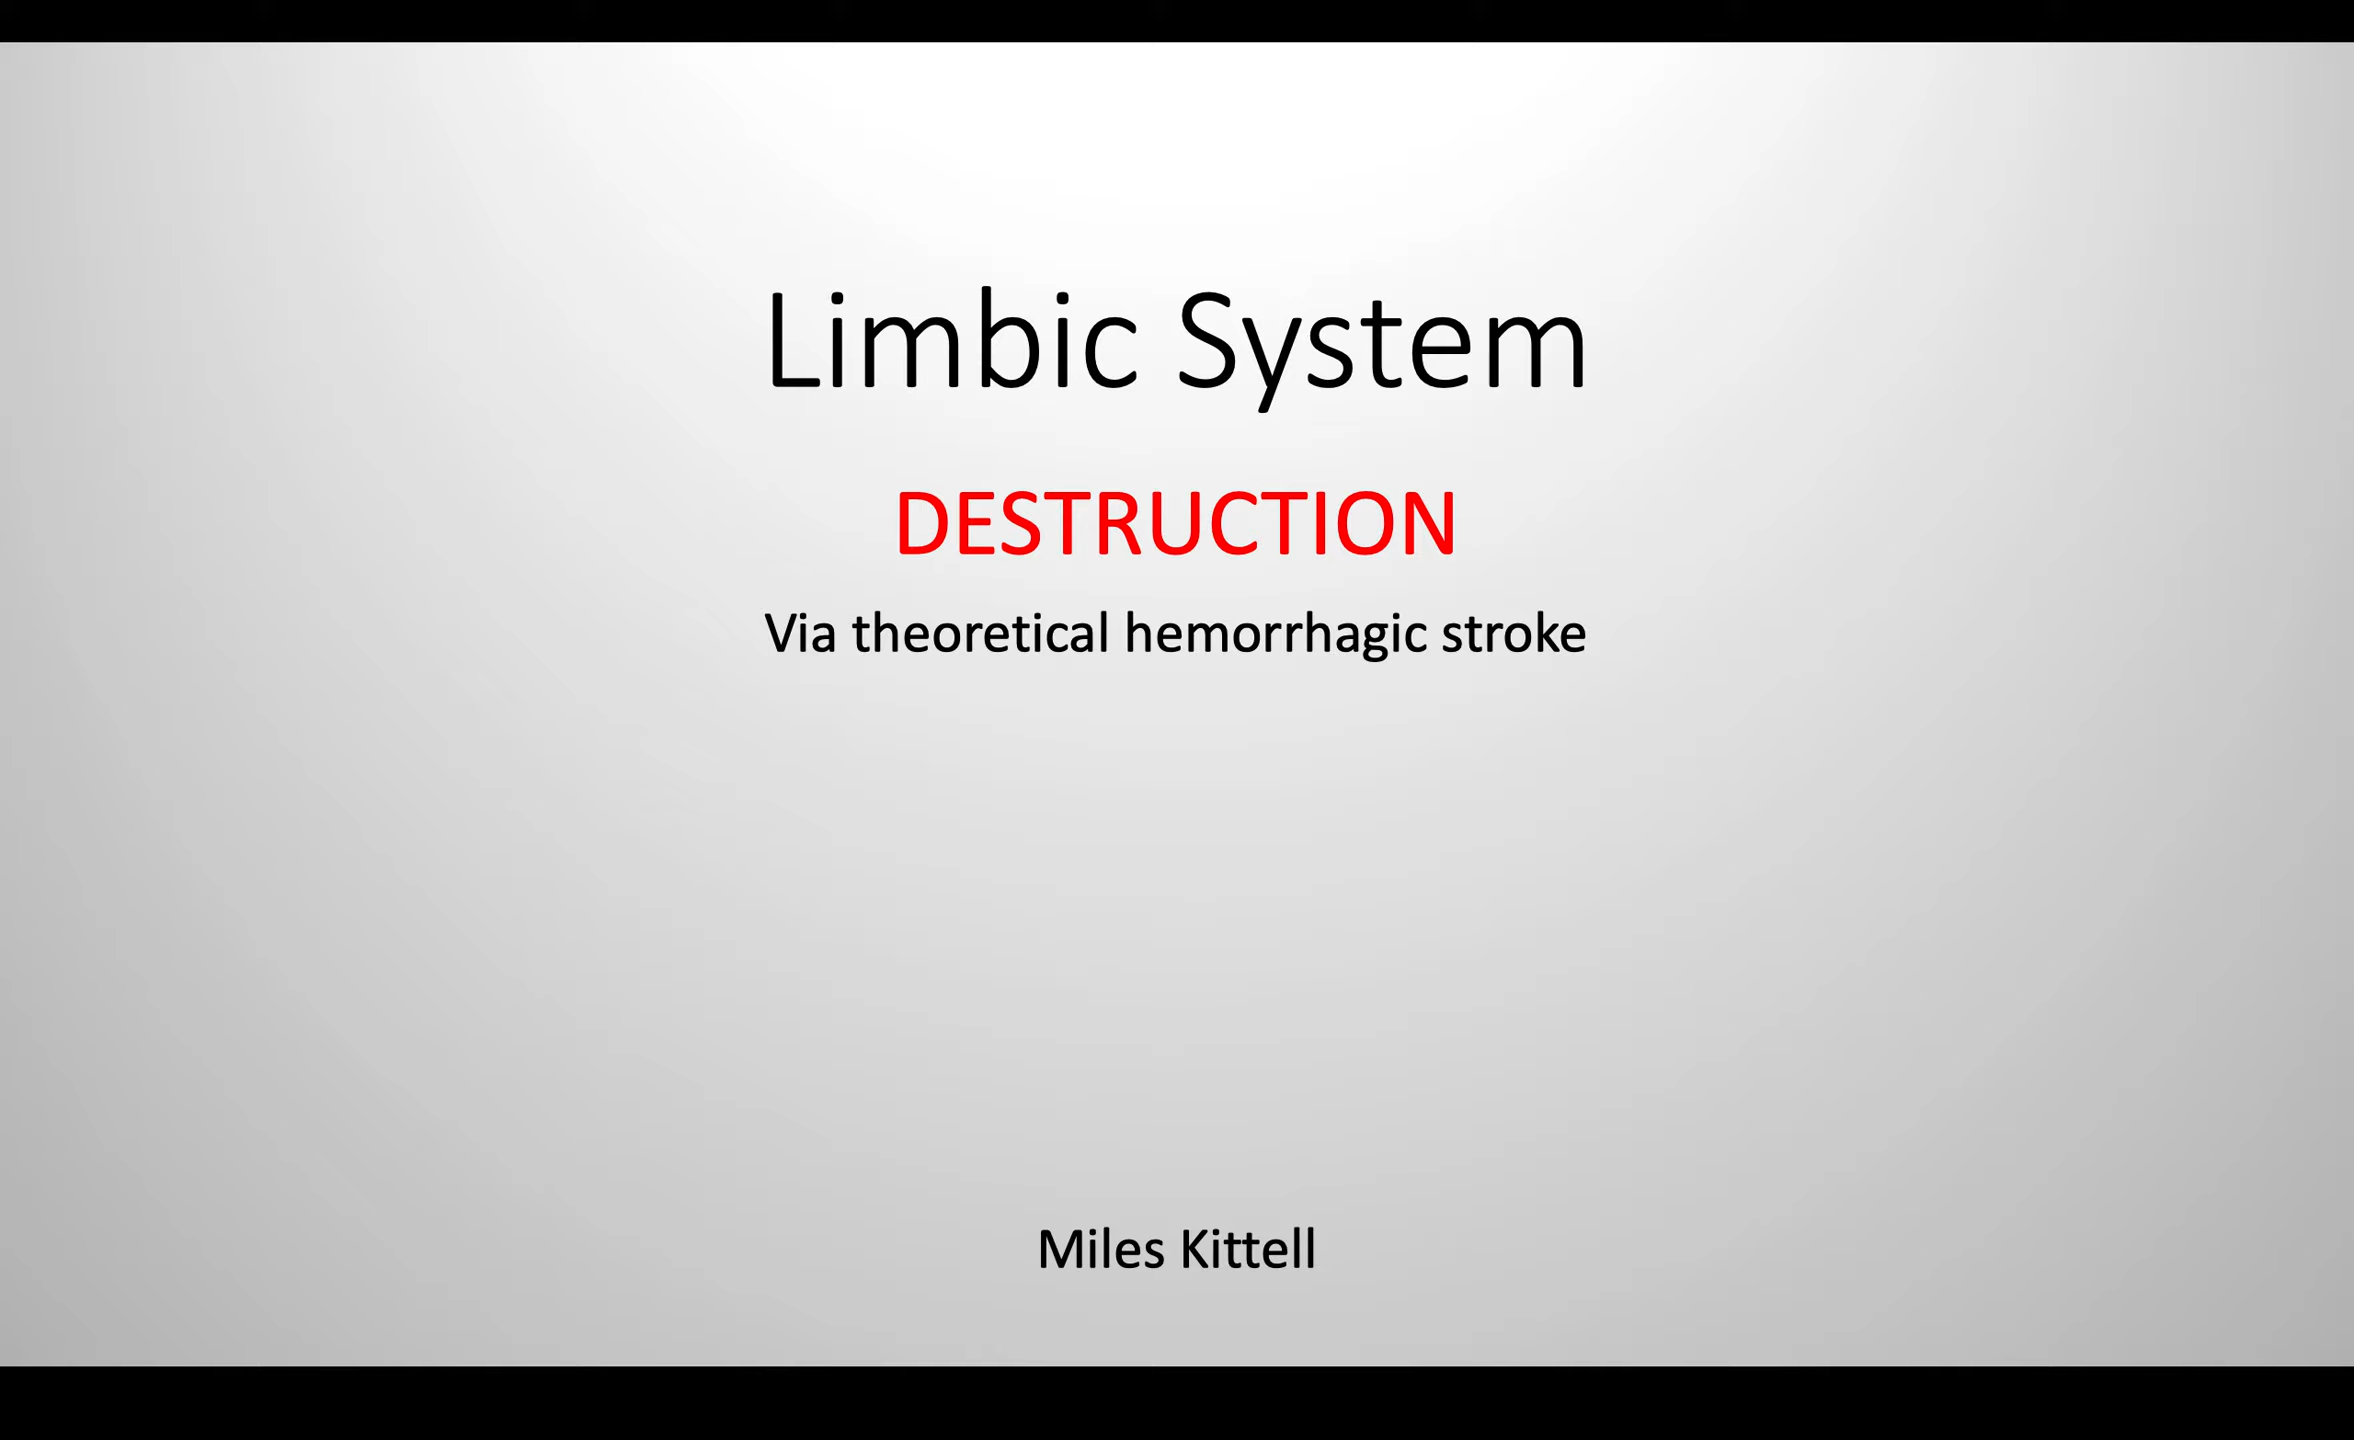 Limbic System
DESTRUCTION
Via theoretical hemorrhagic stroke
Miles Kittell